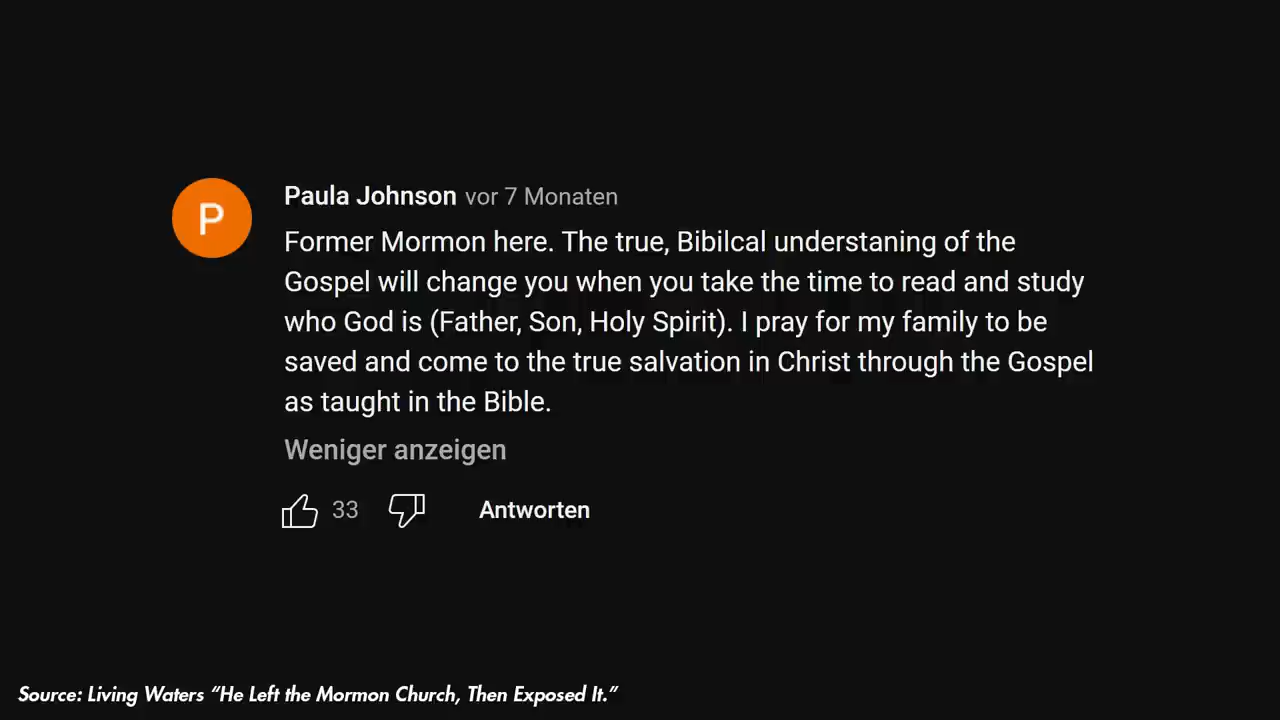 P
Paula Johnson vor 7 Monaten
Former Mormon here. The true, Bibilcal understaning of the
Gospel will change you when you take the time to read and study
who God is (Father, Son, Holy Spirit). I pray for my family to be
saved and come to the true salvation in Christ through the Gospel
as taught in the Bible.
Weniger anzeigen
33 Antworten
Source: Living Waters “He Left the Mormon Church, Then Exposed It.”